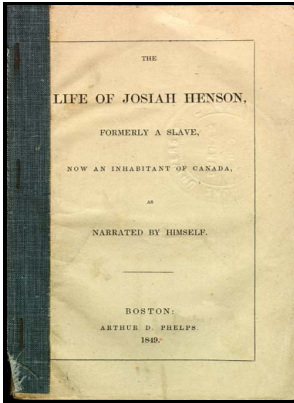 THE
LIFE OF JOSIAH HENSON,
FORMERLY A SLAVE,
NOW AN INHABITANT OF CANADA,
AS
NARRATED BY HIMSELF.
BOSTON:
ARTHUR D. PHELPS.
1849.